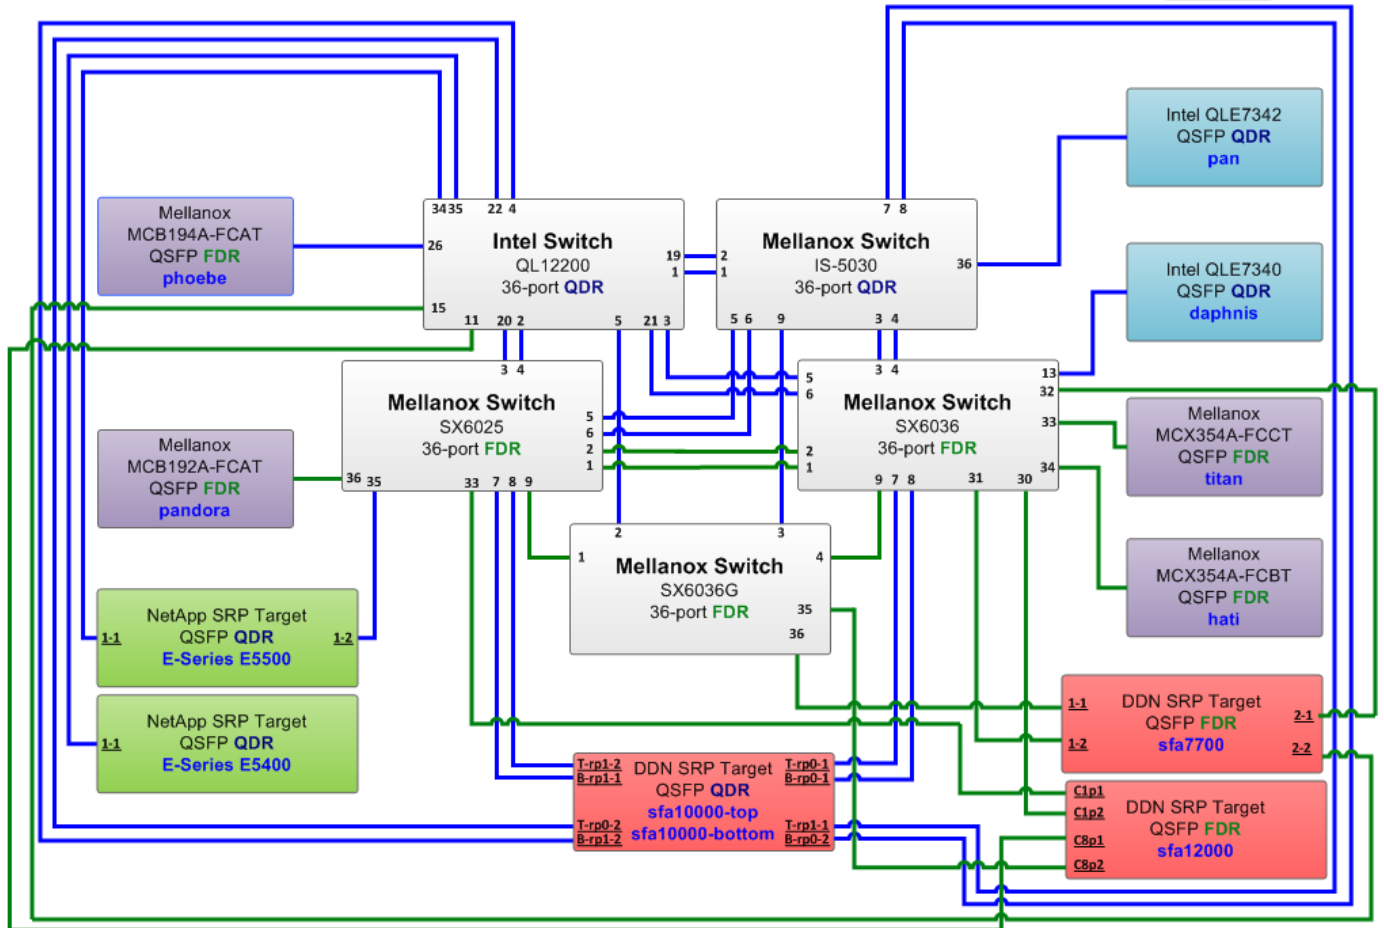 7 8
Intel QLE7342
QSFP QDR
pan
34 35 22 4
Mellanox
MCB194A-FCAT
QSFP FDR
phoebe
26
Intel Switch
QL12200
36-port QDR
19
1
15
11 20 2 5 21 3
2
1
Mellanox Switch
IS-5030
36-port QDR
36
5 6 9 3 4
Intel QLE7340
QSFP QDR
daphnis
3 4
Mellanox Switch
SX6025
36-port FDR
5
6
2
1
36 35 33 7 8 9
3 4
5
6
Mellanox Switch
SX6036
36-port FDR
2
1
13
32
33
34
9 7 8 31 30
Mellanox
MCX354A-FCCT
QSFP FDR
titan
Mellanox
MCB192A-FCAT
QSFP FDR
pandora
2 3
1 4
Mellanox Switch
SX6036G
36-port FDR
35
36
Mellanox
MCX354A-FCBT
QSFP FDR
hati
NetApp SRP Target
QSFP QDR
E-Series E5500
1-1 1-2
NetApp SRP Target
QSFP QDR
E-Series E5400
1-1
1-1
1-2
DDN SRP Target
QSFP FDR
sfa7700
2-1
2-2
T-rp1-2
B-rp1-1
T-rp0-2
B-rp1-2
DDN SRP Target
QSFP QDR
sfa10000-top
sfa10000-bottom
T-rp0-1
B-rp0-1
T-rp1-1
B-rp0-2
C1p1
C1p2
C8p1
C8p2
DDN SRP Target
QSFP FDR
sfa12000